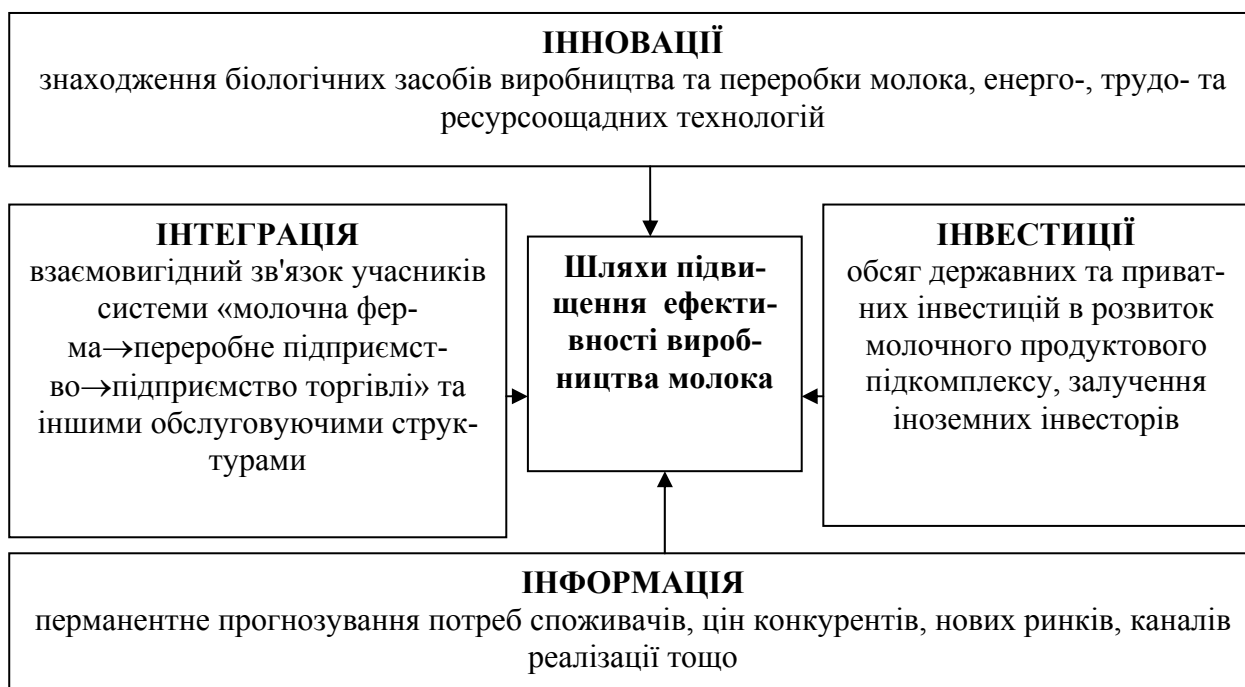 ІННОВАЦІЇ
знаходження біологічних засобів виробництва та переробки молока, енерго-, трудо- та
ресурсоощадних технологій
ІНТЕГРАЦІЯ
взаємовигідний зв'язок учасників
системи «молочна фер-
ма→переробне підприємст-
во→підприємство торгівлі» та
іншими обслуговуючими струк-
турами
Шляхи підви-
щення ефекти-
вності вироб-
ництва молока
ІНВЕСТИЦІЇ
обсяг державних та приват-
них інвестицій в розвиток
молочного продуктового
підкомплексу, залучення
іноземних інвесторів
ІНФОРМАЦІЯ
перманентне прогнозування потреб споживачів, цін конкурентів, нових ринків, каналів
реалізації тощо